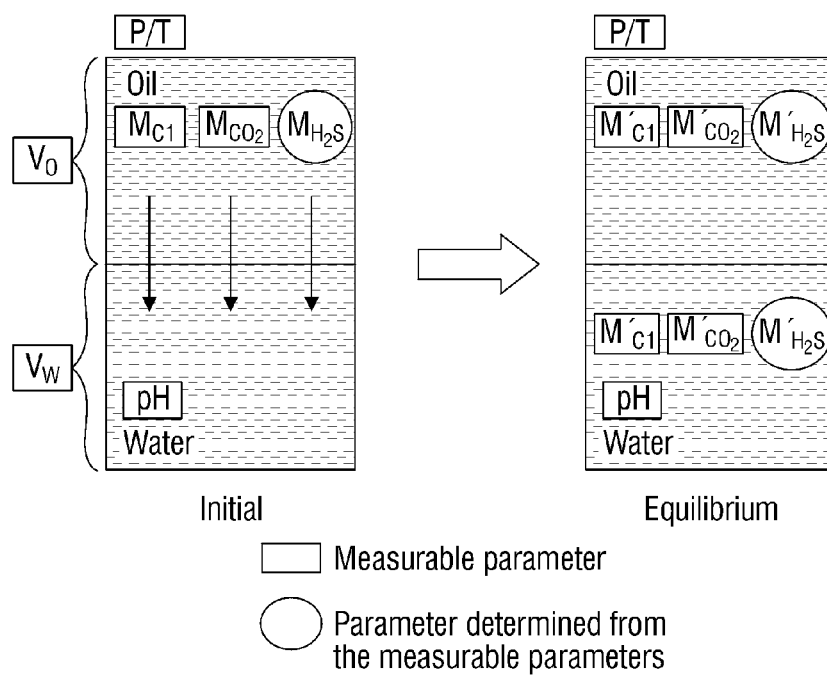 P/T
Oil
M_C1 M_CO2 M_H2S
V_O
V_W
pH
Water
Initial
P/T
Oil
M´_C1 M´_CO2 M´_H2S
M´_C1 M´_CO2 M´_H2S
pH
Water
Equilibrium
Measurable parameter
Parameter determined from
the measurable parameters